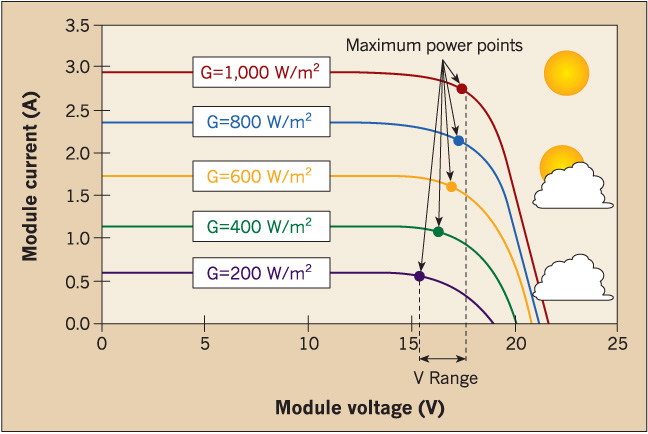 3.5
3.0
2.5
2.0
1.5
1.0
0.5
0.0
Module current (A)
Maximum power points
G=1,000 W/m²
G=800 W/m²
G=600 W/m²
G=400 W/m²
G=200 W/m²
0
5
10
15
20
25
V Range
Module voltage (V)